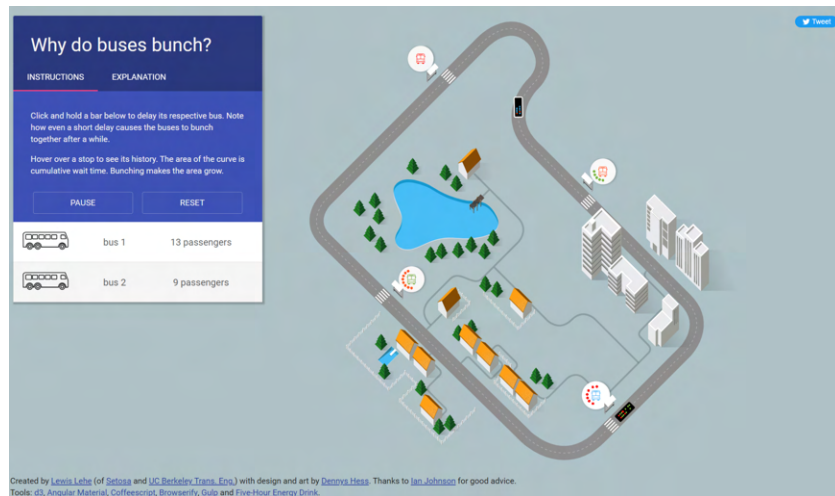 Why do buses bunch?
Tweet
INSTRUCTIONS EXPLANATION
Click and hold a bar below to delay its respective bus. Note
how even a short delay causes the buses to bunch
together after a while.
Hover over a stop to see its history. The area of the curve is
cumulative wait time. Bunching makes the area grow.
PAUSE RESET
bus 1 13 passengers
bus 2 9 passengers
Created by Lewis Lehe (of Setosa and UC Berkeley Trans. Eng.) with design and art by Dennys Hess. Thanks to Ian Johnson for good advice.
Tools: d3, Angular Material, Coffeescript, Browserify, Gulp and Five-Hour Energy Drink.